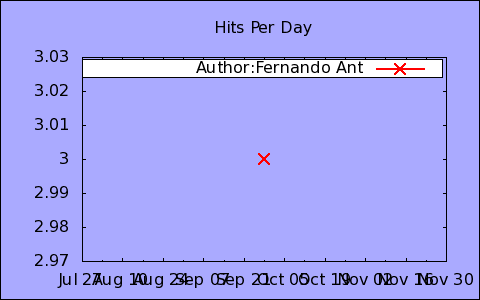 Hits Per Day
3.03
Author:Fernando Ant
3.02
3.01
3
2.99
2.98
2.97
Jul 27 Aug 10 Aug 24 Sep 07 Sep 21 Oct 05 Oct 19 Nov 02 Nov 16 Nov 30